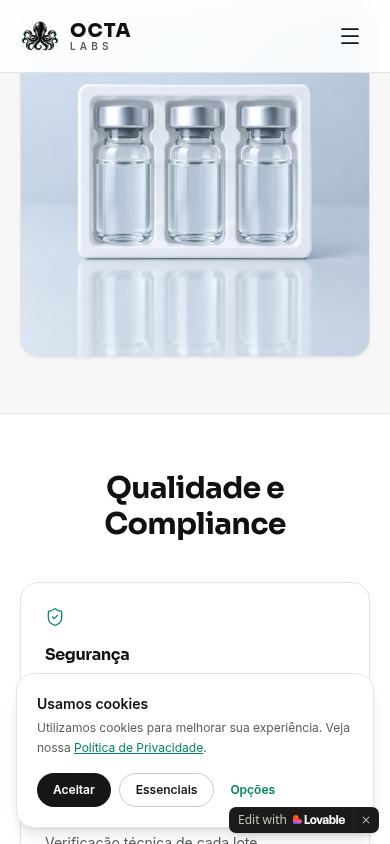 OCTA
LABS
Qualidade e
Compliance
Segurança
Usamos cookies
Utilizamos cookies para melhorar sua experiência. Veja
nossa Política de Privacidade.
Aceitar
Essenciais
Opções
Edit with Lovable
Verificação técnica de cada lote